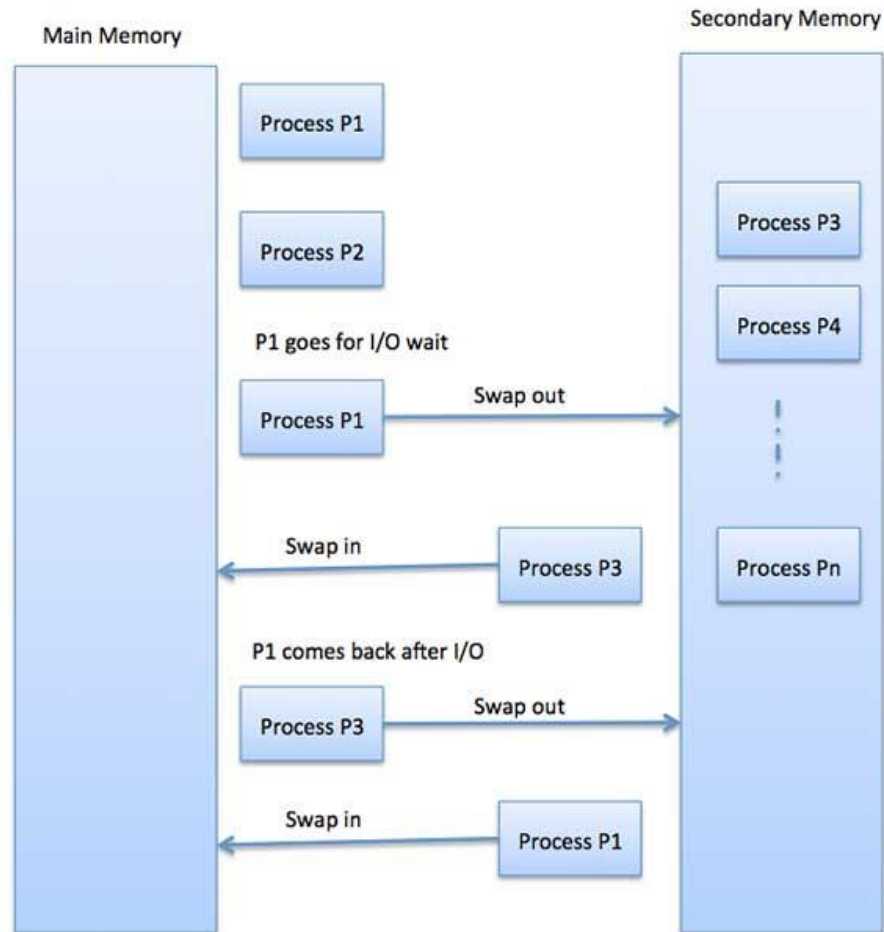 Main Memory
Secondary Memory
Process P1
Process P2
Process P3
Process P4
P1 goes for I/O wait
Process P1
Swap out
Swap in
Process P3
Process Pn
P1 comes back after I/O
Process P3
Swap out
Swap in
Process P1